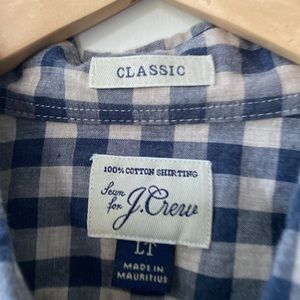 CLASSIC
100% COTTON SHIRTING
Sewn for J.Crew
LT
MADE IN
MAURITIUS